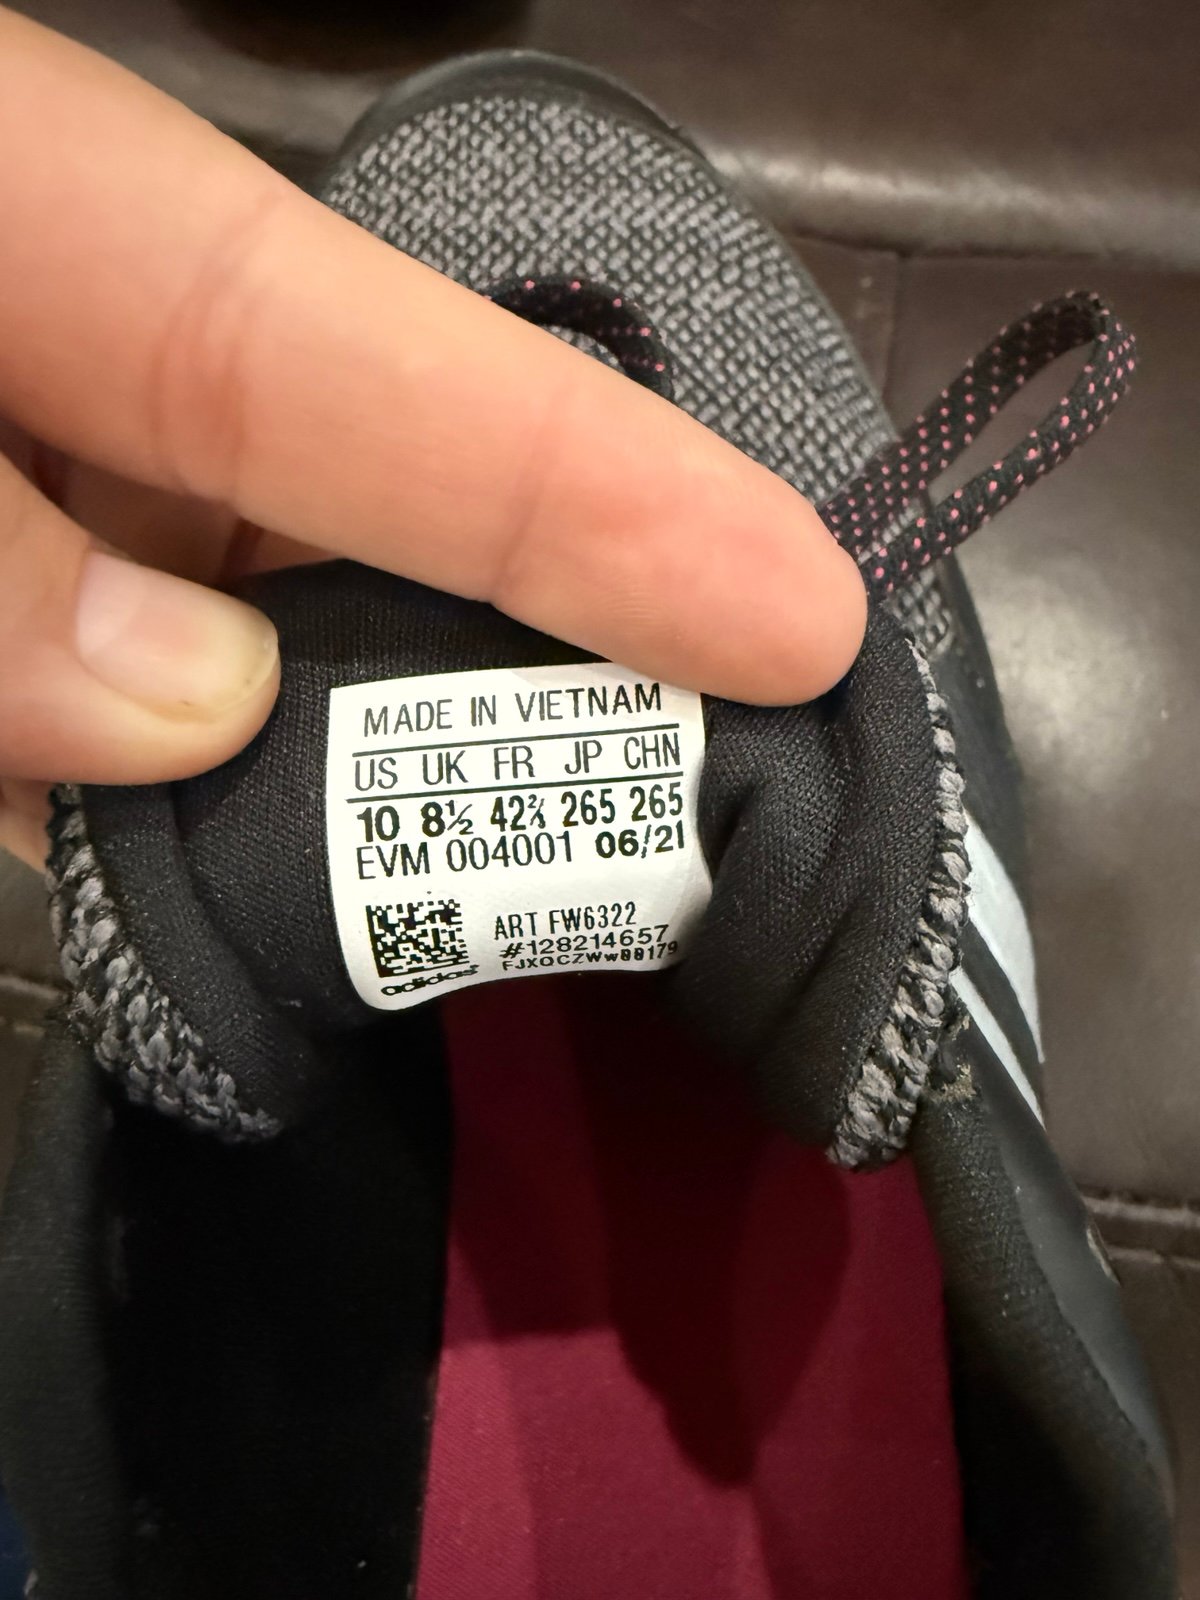 MADE IN VIETNAM
US UK FR JP CHN
10 8½ 42⅔ 265 265
EVM 004001 06/21
ART FW6322
#128214657
adidas